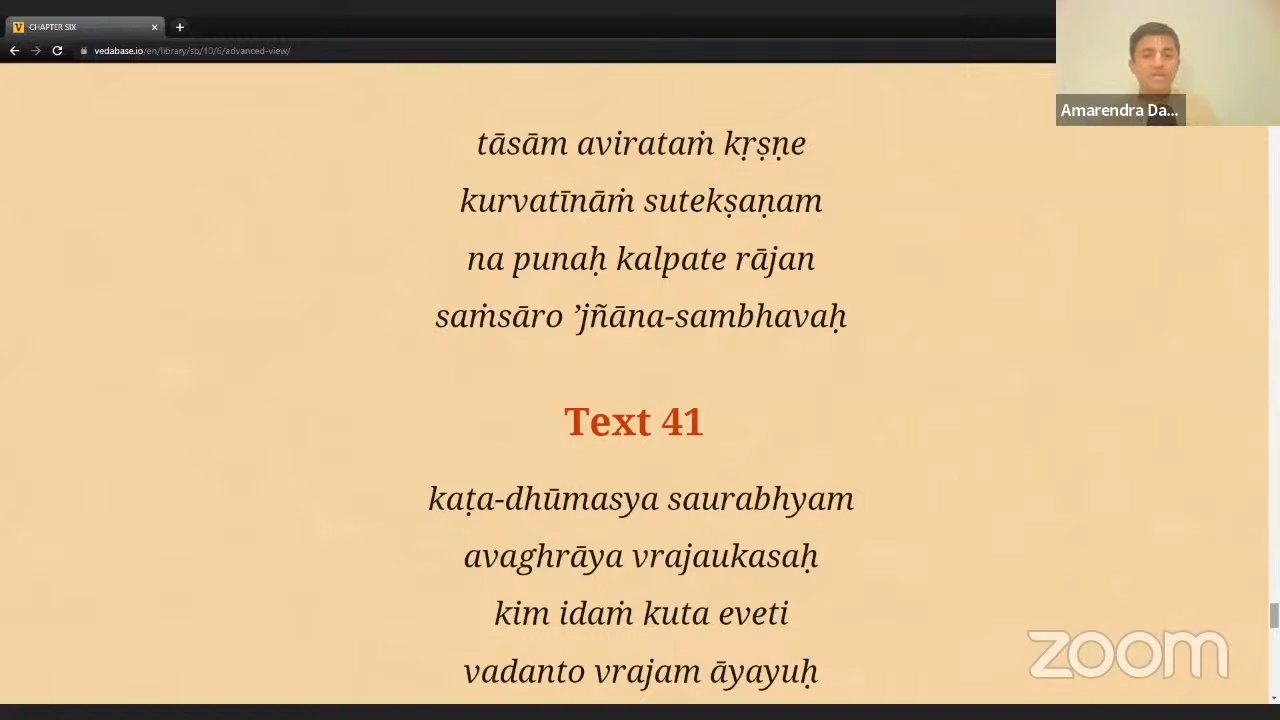 CHAPTER SIX
vedabase.io/en/library/sb/10/6/advanced-view/
Amarendra Da...
tāsām avirataṁ kṛṣṇe
kurvatīnāṁ sutekṣaṇam
na punaḥ kalpate rājan
saṁsāro ’jñāna-sambhavaḥ
Text 41
kaṭa-dhūmasya saurabhyam
avaghrāya vrajaukasaḥ
kim idaṁ kuta eveti
vadanto vrajam āyayuḥ
zoom